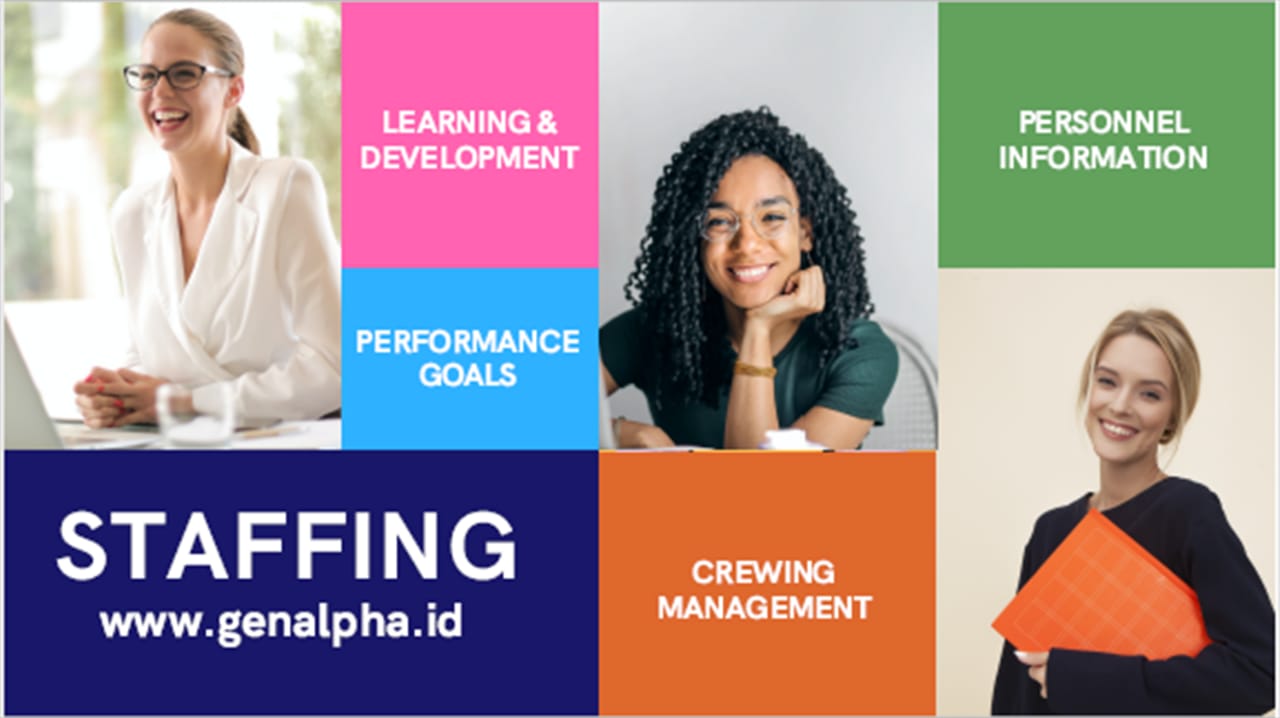 LEARNING &
DEVELOPMENT
PERSONNEL
INFORMATION
PERFORMANCE
GOALS
STAFFING
www.genalpha.id
CREWING
MANAGEMENT